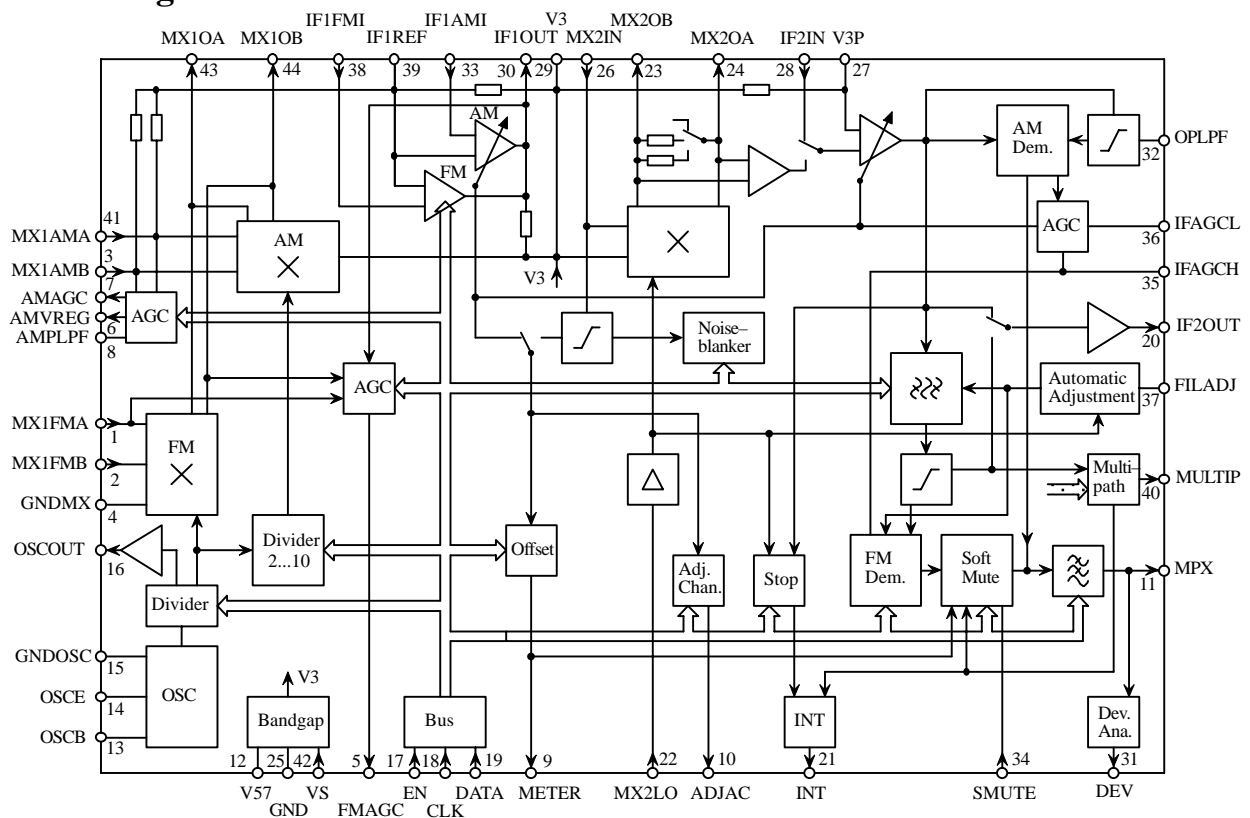 g
IF1FMI IF1AMI V3 MX2OB
MX1OA MX1OB IF1REF IF1OUT MX2IN MX2OA IF2IN V3P
43 44 38 39 33 30 29 26 23 24 28 27
AM
FM
AM
Dem.
OPLPF
32
41
MX1AMA
3
MX1AMB
7
AMAGC
AMVREG
6
AMPLPF
8
AM
AGC
V3
AGC
IFAGCL
36
IFAGCH
35
Noise–
blanker
IF2OUT
20
AGC
Automatic
Adjustment
FILADJ
37
MX1FMA
1
MX1FMB
2
GNDMX
4
FM
Multi–
path
MULTIP
40
OSCOUT
16
Divider
2...10
Offset
Adj.
Chan.
Stop
FM
Dem.
Soft
Mute
MPX
11
Divider
GNDOSC
15
OSCE
14
OSCB
13
OSC
V3
Bandgap
Bus
INT
Dev.
Ana.
12 25 42 5 17 18 19 9 22 10 21 34 31
V57 VS EN DATA METER MX2LO ADJAC INT SMUTE DEV
GND FMAGC CLK